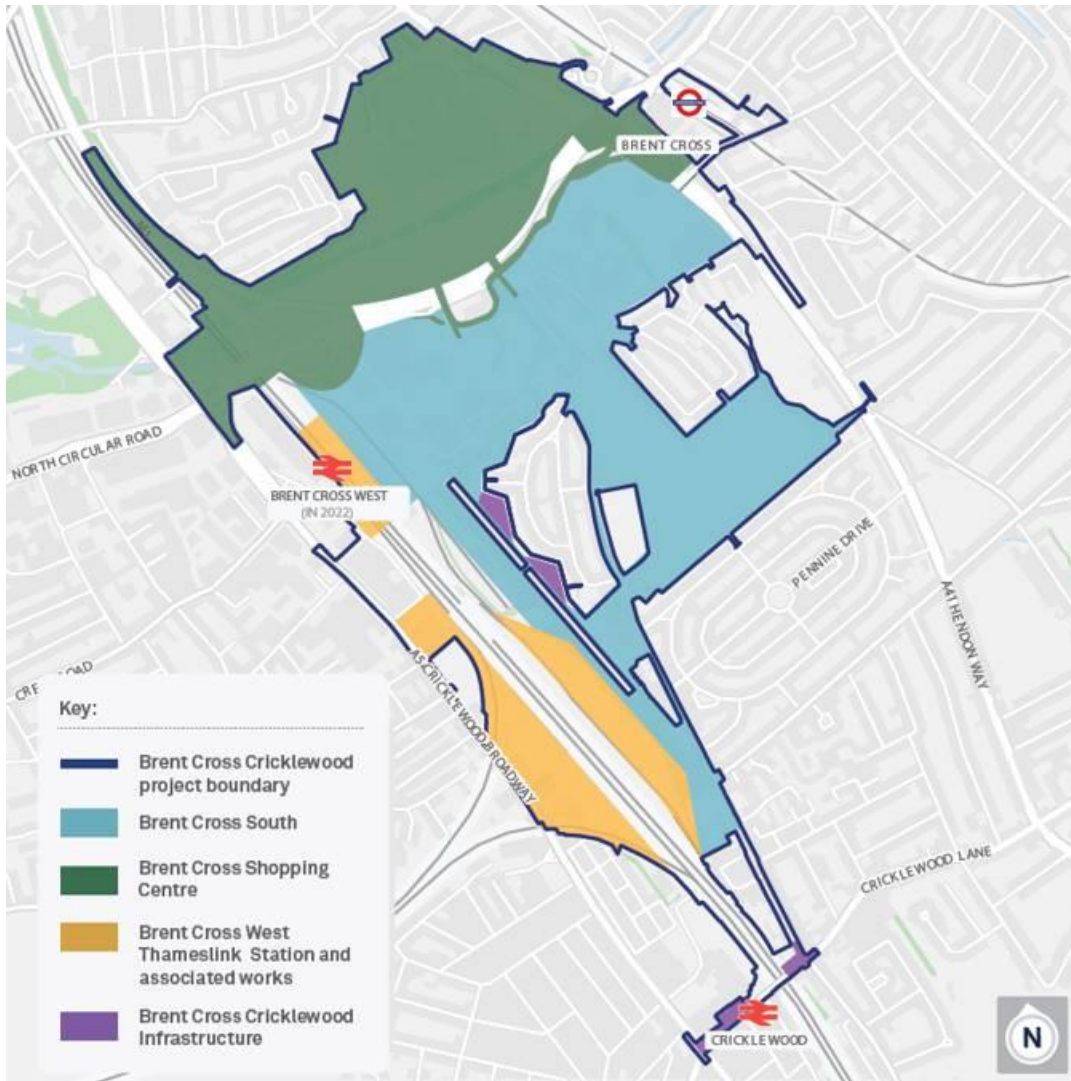 BRENT CROSS
NORTH CIRCULAR ROAD
BRENT CROSS WEST
(IN 2022)
PENNINE DRIVE
A41 HENDON WAY
ROAD
A5 CRICKLEWOOD BROADWAY
Key:
Brent Cross Cricklewood
project boundary
Brent Cross South
Brent Cross Shopping
Centre
Brent Cross West
Thameslink Station and
associated works
Brent Cross Cricklewood
Infrastructure
CRICKLEWOOD LANE
CRICKLEWOOD
N